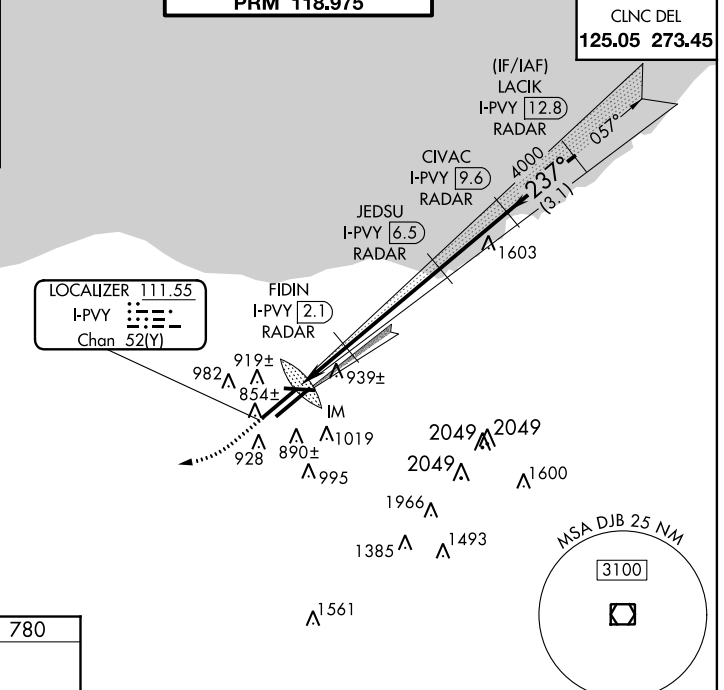 PRM 118.975
CLNC DEL
125.05 273.45
(IF/IAF)
LACIK
I-PVY 12.8
RADAR
057°
4000
237°
(3.1)
CIVAC
I-PVY 9.6
RADAR
JEDSU
I-PVY 6.5
RADAR
1603
LOCALIZER 111.55
I-PVY
Chan 52(Y)
FIDIN
I-PVY 2.1
RADAR
982
919±
939±
854±
IM
928
890±
1019
995
2049
2049
2049
1600
1966
1385
1493
1561
MSA DJB 25 NM
3100
780